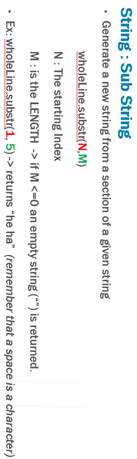 String : Sub String
• Generate a new string from a section of a given string
wholeLine.substr(N,M)
N : The starting Index
M : is the LENGTH -> if M <=0 an empty string (“”) is returned.
• Ex: wholeLine.substr(1, 5) -> returns “he ha” (remember that a space is a character)